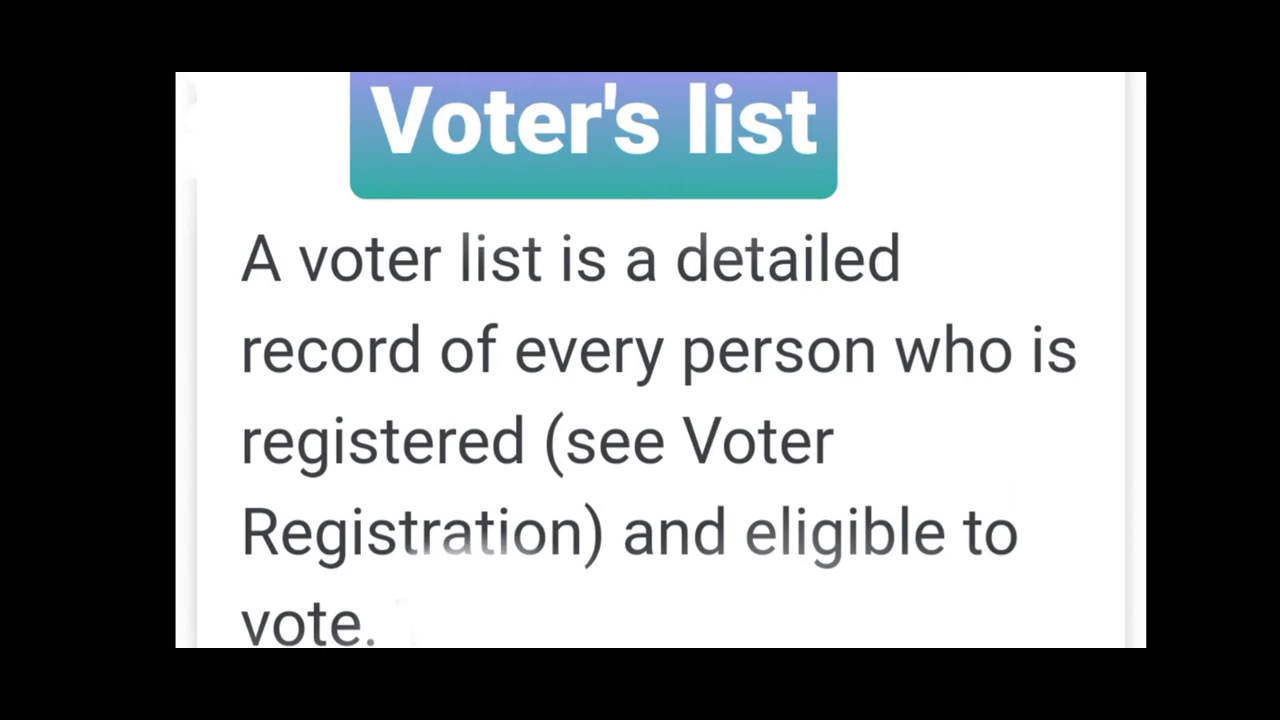 Voter's list
A voter list is a detailed
record of every person who is
registered (see Voter
Registration) and eligible to
vote.